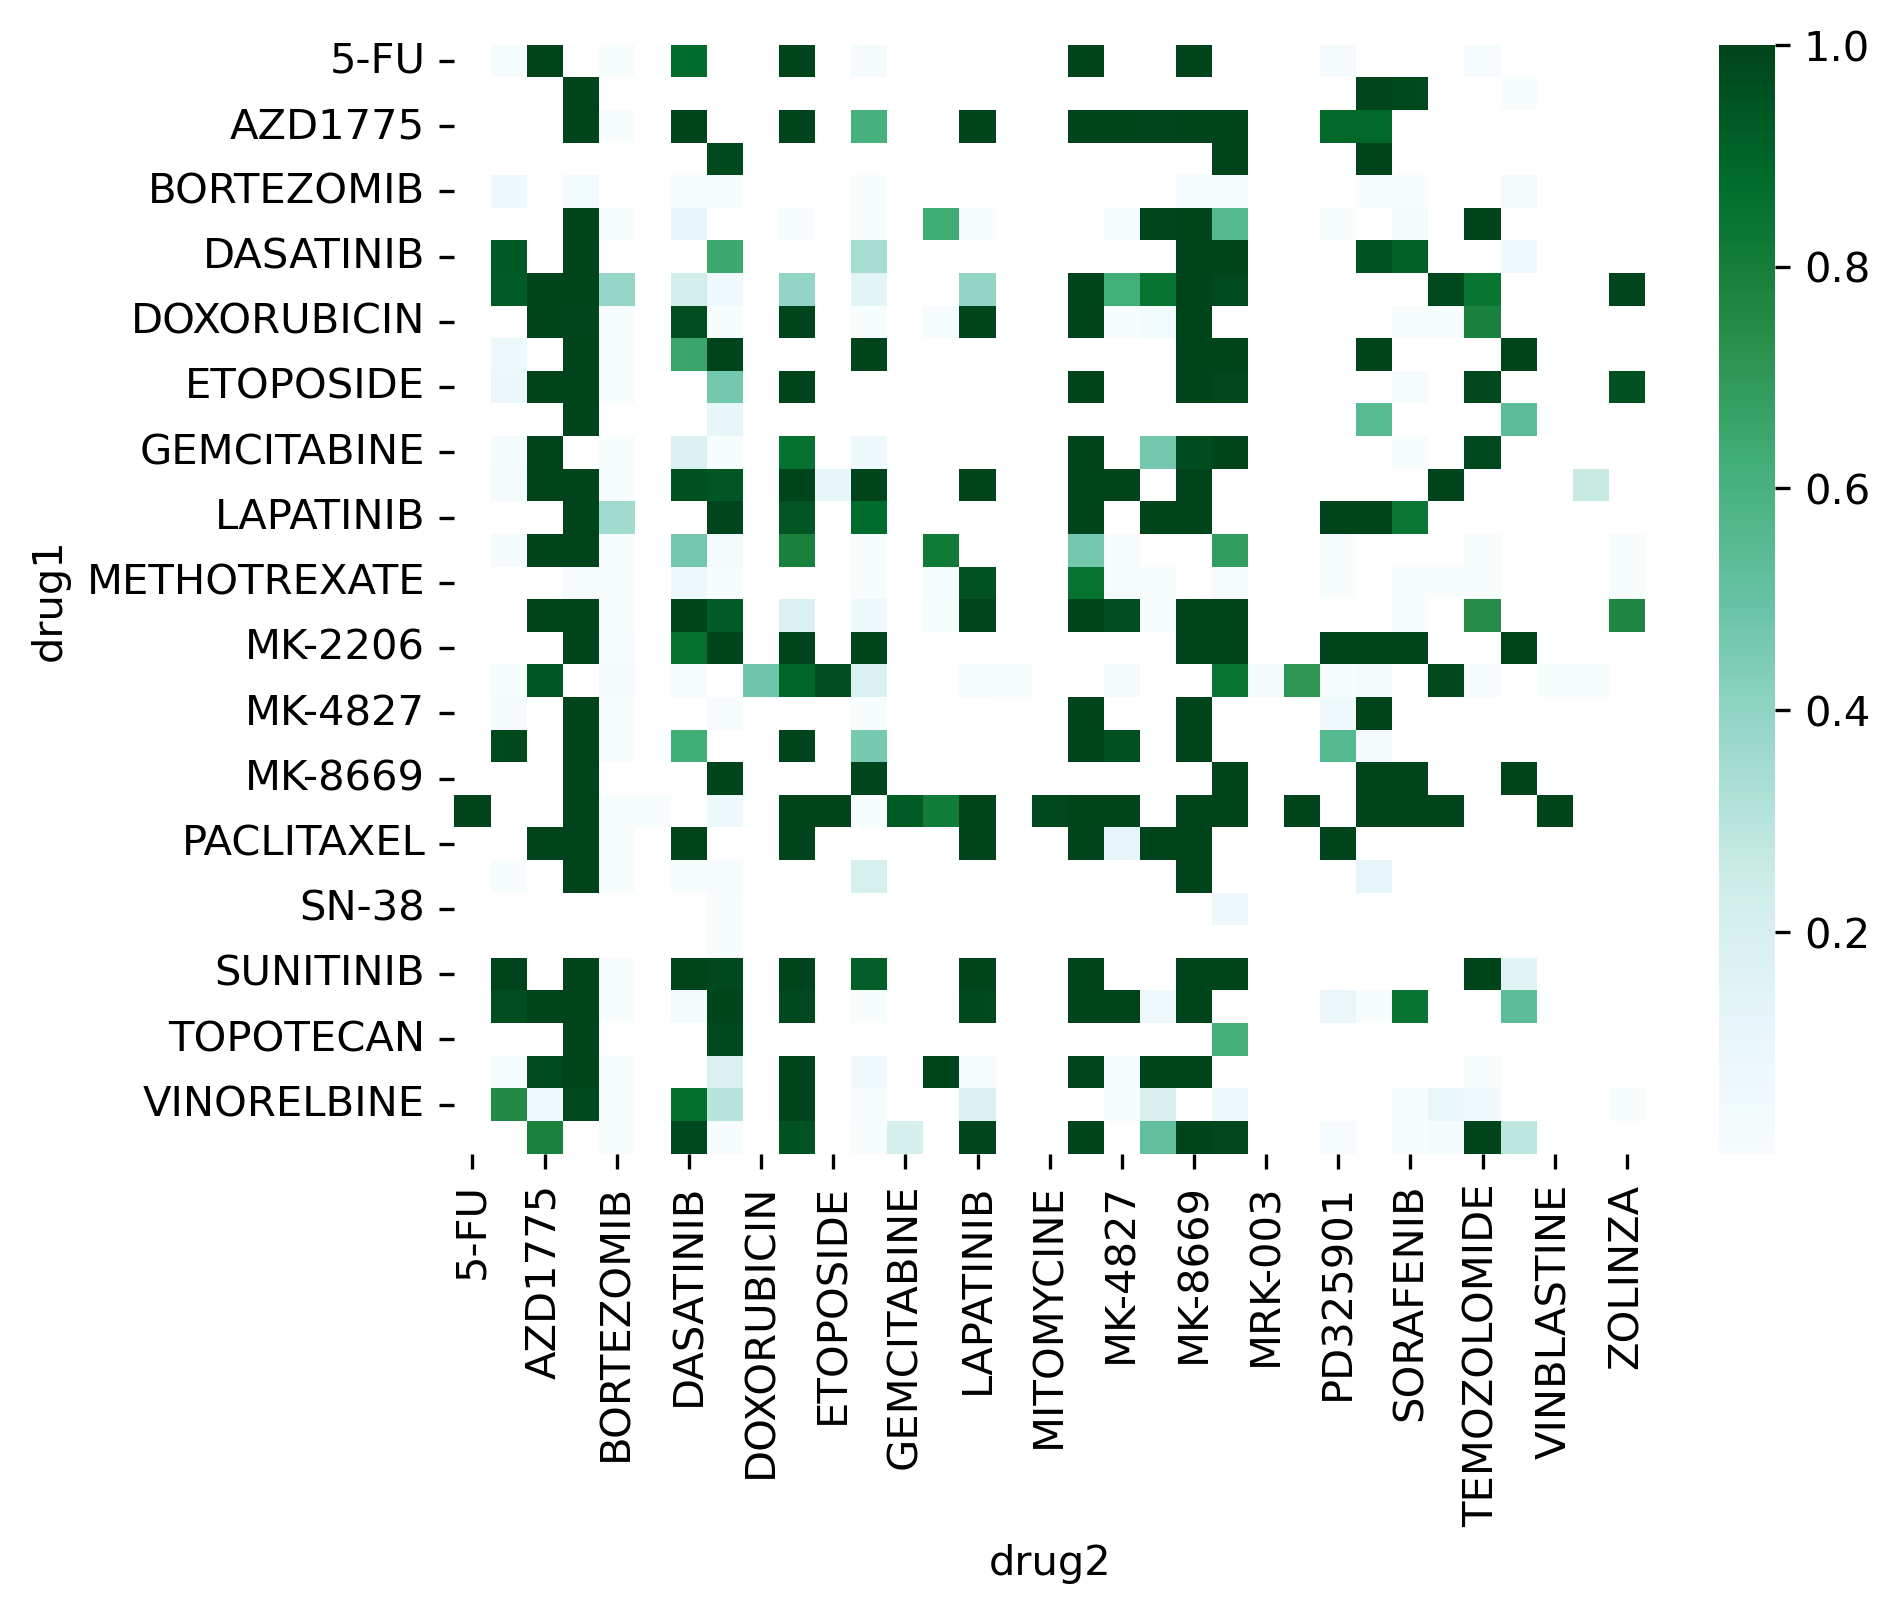 5-FU
AZD1775
BORTEZOMIB
DASATINIB
DOXORUBICIN
ETOPOSIDE
GEMCITABINE
LAPATINIB
METHOTREXATE
MK-2206
MK-4827
MK-8669
PACLITAXEL
SN-38
SUNITINIB
TOPOTECAN
VINORELBINE
drug1
5-FU
AZD1775
BORTEZOMIB
DASATINIB
DOXORUBICIN
ETOPOSIDE
GEMCITABINE
LAPATINIB
MITOMYCINE
MK-4827
MK-8669
MRK-003
PD325901
SORAFENIB
TEMOZOLOMIDE
VINBLASTINE
ZOLINZA
drug2
1.0
0.8
0.6
0.4
0.2